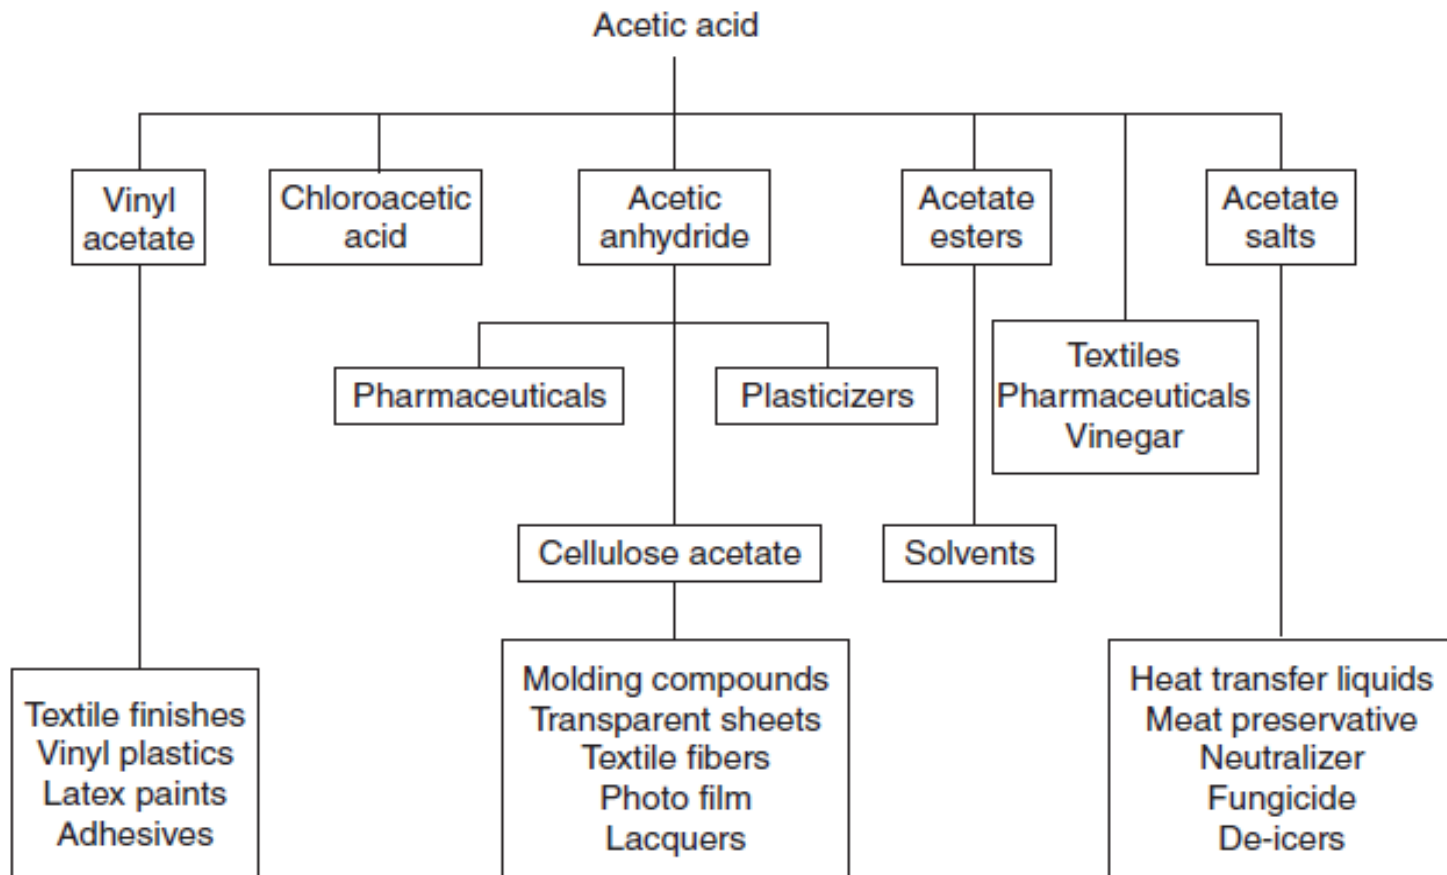 Acetic acid
Vinyl
acetate
Chloroacetic
acid
Acetic
anhydride
Acetate
esters
Acetate
salts
Textiles
Pharmaceuticals
Vinegar
Pharmaceuticals
Plasticizers
Cellulose acetate
Solvents
Textile finishes
Vinyl plastics
Latex paints
Adhesives
Molding compounds
Transparent sheets
Textile fibers
Photo film
Lacquers
Heat transfer liquids
Meat preservative
Neutralizer
Fungicide
De-icers